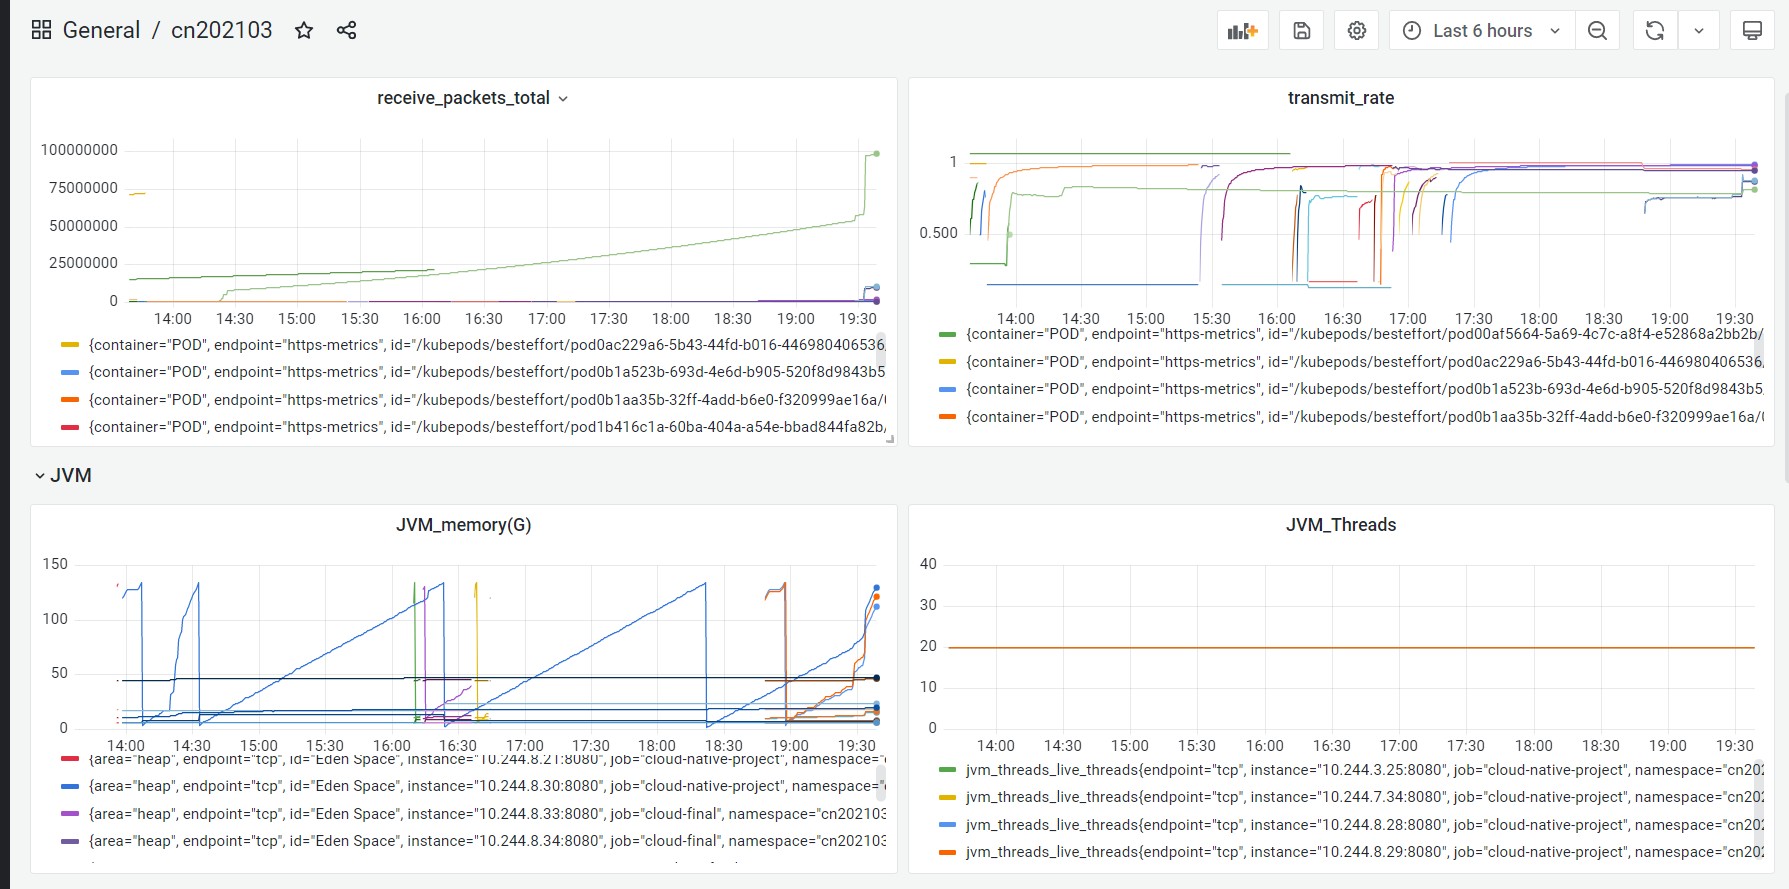 General / cn202103
Last 6 hours
receive_packets_total
100000000
75000000
50000000
25000000
0
14:00 14:30 15:00 15:30 16:00 16:30 17:00 17:30 18:00 18:30 19:00 19:30
{container="POD", endpoint="https-metrics", id="/kubepods/besteffort/pod0ac229a6-5b43-44fd-b016-446980406536,
{container="POD", endpoint="https-metrics", id="/kubepods/besteffort/pod0b1a523b-693d-4e6d-b905-520f8d9843b5
{container="POD", endpoint="https-metrics", id="/kubepods/besteffort/pod0b1aa35b-32ff-4add-b6e0-f320999ae16a/(
{container="POD", endpoint="https-metrics", id="/kubepods/besteffort/pod1b416c1a-60ba-404a-a54e-bbad844fa82b/
transmit_rate
1
0.500
14:00 14:30 15:00 15:30 16:00 16:30 17:00 17:30 18:00 18:30 19:00 19:30
{container="POD", endpoint="https-metrics", id="/kubepods/besteffort/pod00af5664-5a69-4c7c-a8f4-e52868a2bb2b/
{container="POD", endpoint="https-metrics", id="/kubepods/besteffort/pod0ac229a6-5b43-44fd-b016-446980406536
{container="POD", endpoint="https-metrics", id="/kubepods/besteffort/pod0b1a523b-693d-4e6d-b905-520f8d9843b5
{container="POD", endpoint="https-metrics", id="/kubepods/besteffort/pod0b1aa35b-32ff-4add-b6e0-f320999ae16a/(
JVM
JVM_memory(G)
150
100
50
0
14:00 14:30 15:00 15:30 16:00 16:30 17:00 17:30 18:00 18:30 19:00 19:30
{area="heap", endpoint="tcp", id="Eden Space", instance="10.244.8.21:8080", job="cloud-native-project", namespace="
{area="heap", endpoint="tcp", id="Eden Space", instance="10.244.8.30:8080", job="cloud-native-project", namespace="
{area="heap", endpoint="tcp", id="Eden Space", instance="10.244.8.33:8080", job="cloud-final", namespace="cn202103
{area="heap", endpoint="tcp", id="Eden Space", instance="10.244.8.34:8080", job="cloud-final", namespace="cn202103
JVM_Threads
40
30
20
10
0
14:00 14:30 15:00 15:30 16:00 16:30 17:00 17:30 18:00 18:30 19:00 19:30
jvm_threads_live_threads{endpoint="tcp", instance="10.244.3.25:8080", job="cloud-native-project", namespace="cn202
jvm_threads_live_threads{endpoint="tcp", instance="10.244.7.34:8080", job="cloud-native-project", namespace="cn202
jvm_threads_live_threads{endpoint="tcp", instance="10.244.8.28:8080", job="cloud-native-project", namespace="cn202
jvm_threads_live_threads{endpoint="tcp", instance="10.244.8.29:8080", job="cloud-native-project", namespace="cn202